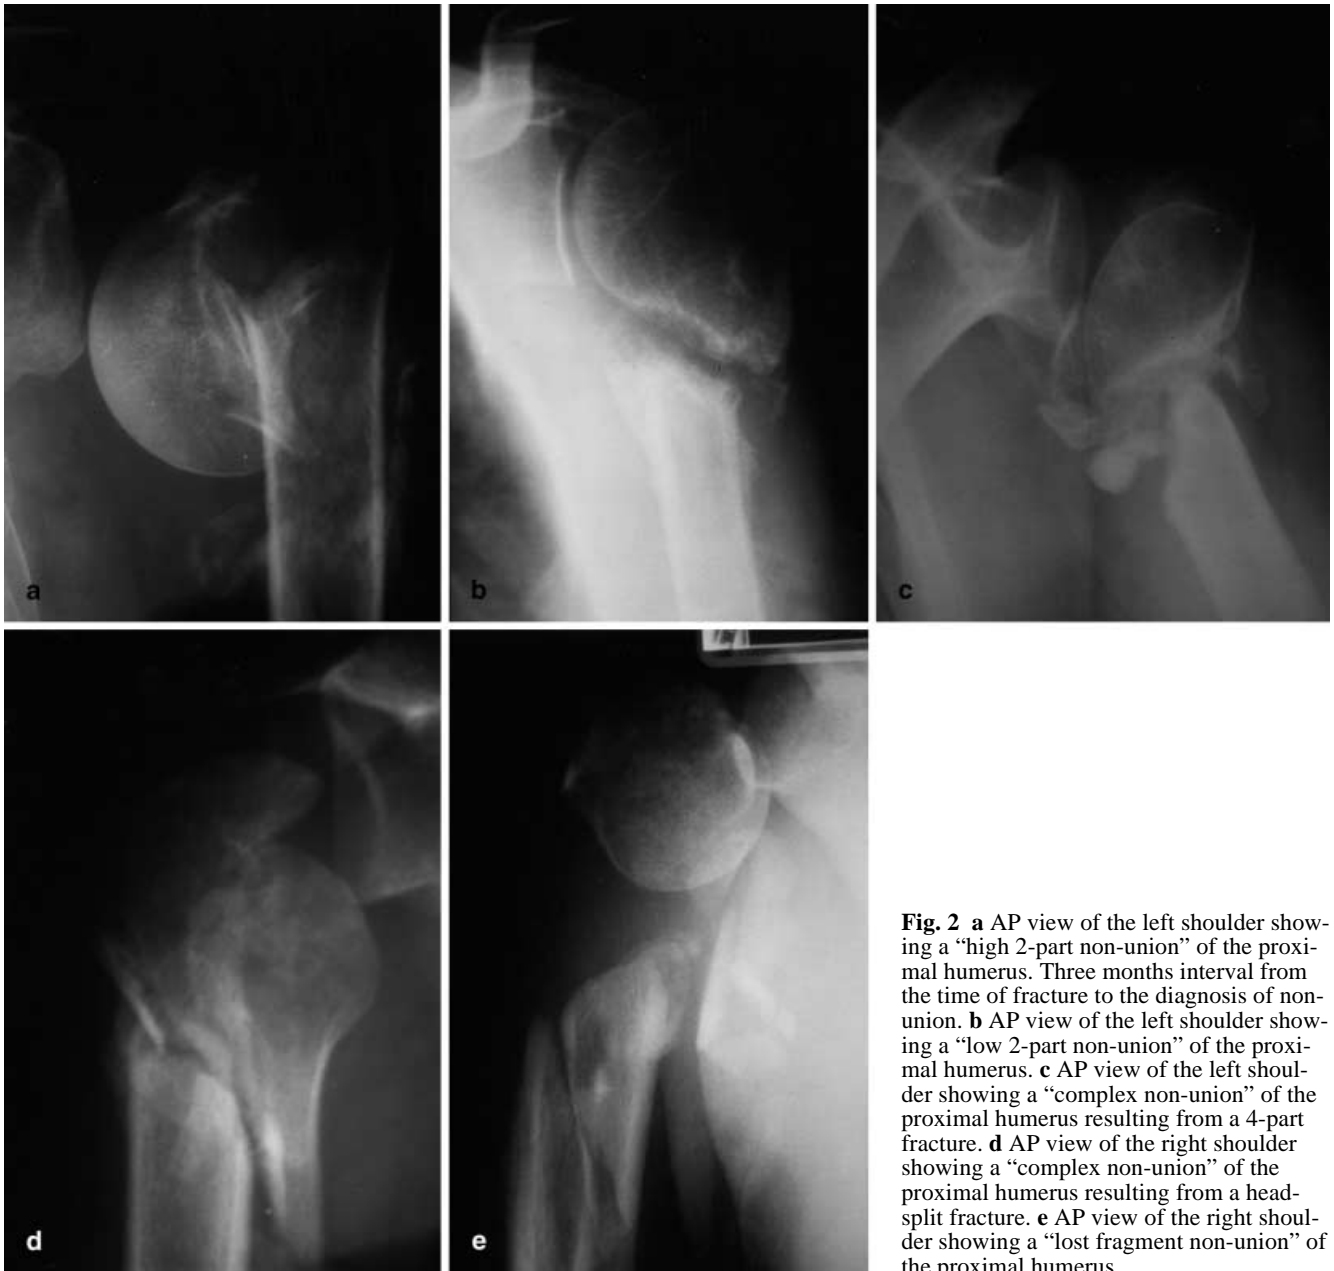 a
b
c
d
e
Fig. 2 a AP view of the left shoulder show-
ing a “high 2-part non-union” of the proxi-
mal humerus. Three months interval from
the time of fracture to the diagnosis of non-
union. b AP view of the left shoulder show-
ing a “low 2-part non-union” of the proxi-
mal humerus. c AP view of the left shoul-
der showing a “complex non-union” of the
proximal humerus resulting from a 4-part
fracture. d AP view of the right shoulder
showing a “complex non-union” of the
proximal humerus resulting from a head-
split fracture. e AP view of the right shoul-
der showing a “lost fragment non-union” of
the proximal humerus